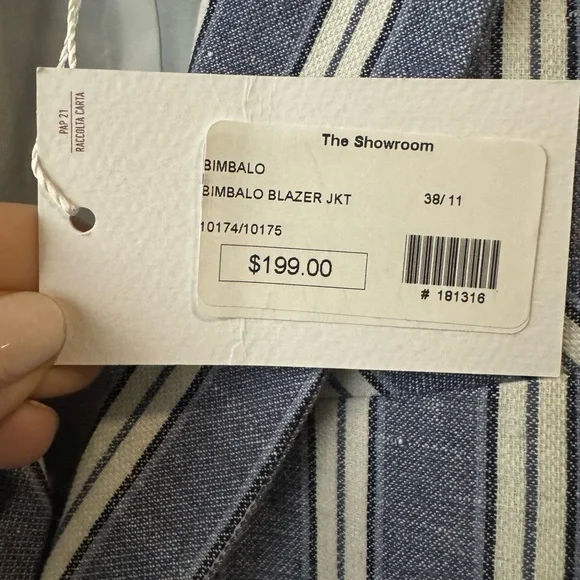 PAP 21
RACCOLTA CARTA
The Showroom
BIMBALO
BIMBALO BLAZER JKT 38/ 11
10174/10175
$199.00
# 181316